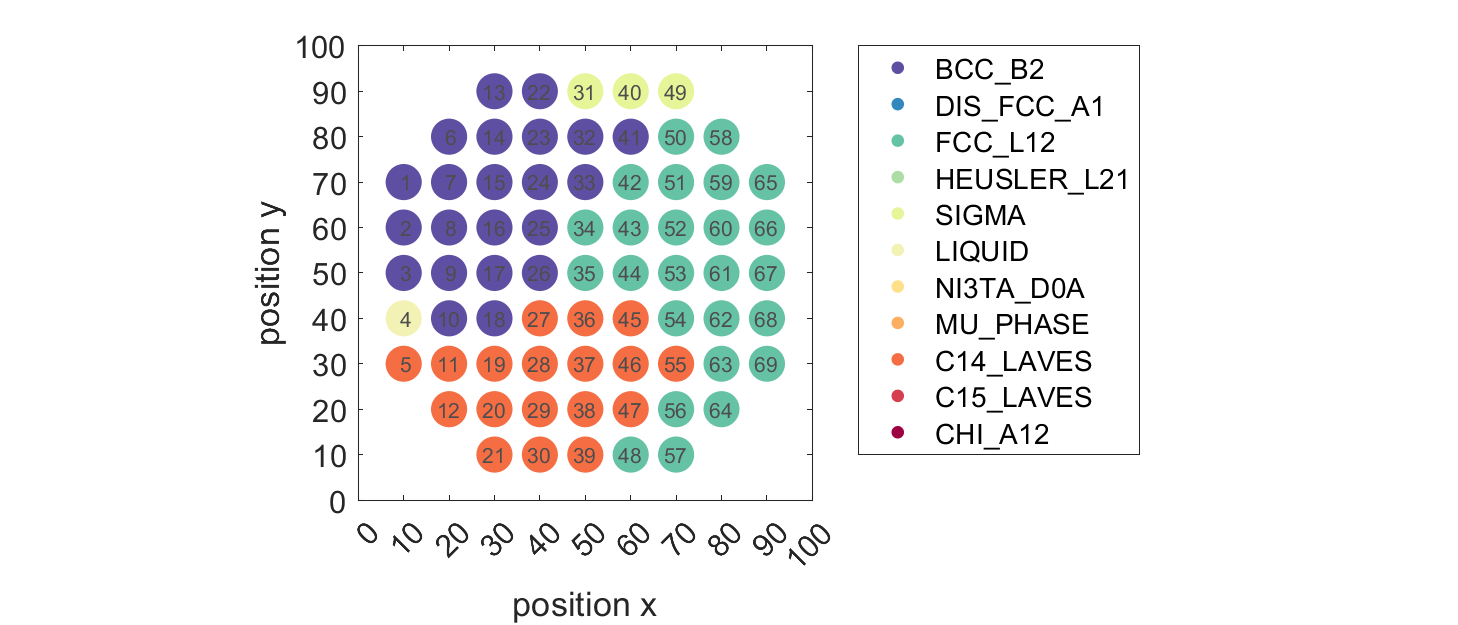 100
90
80
70
60
50
40
30
20
10
0
position y
13 22 31 40 49
6 14 23 32 41 50 58
1 7 15 24 33 42 51 59 65
2 8 16 25 34 43 52 60 66
3 9 17 26 35 44 53 61 67
4 10 18 27 36 45 54 62 68
5 11 19 28 37 46 55 63 69
12 20 29 38 47 56 64
21 30 39 48 57
0 10 20 30 40 50 60 70 80 90 100
position x
BCC_B2
DIS_FCC_A1
FCC_L12
HEUSLER_L21
SIGMA
LIQUID
NI3TA_D0A
MU_PHASE
C14_LAVES
C15_LAVES
CHI_A12